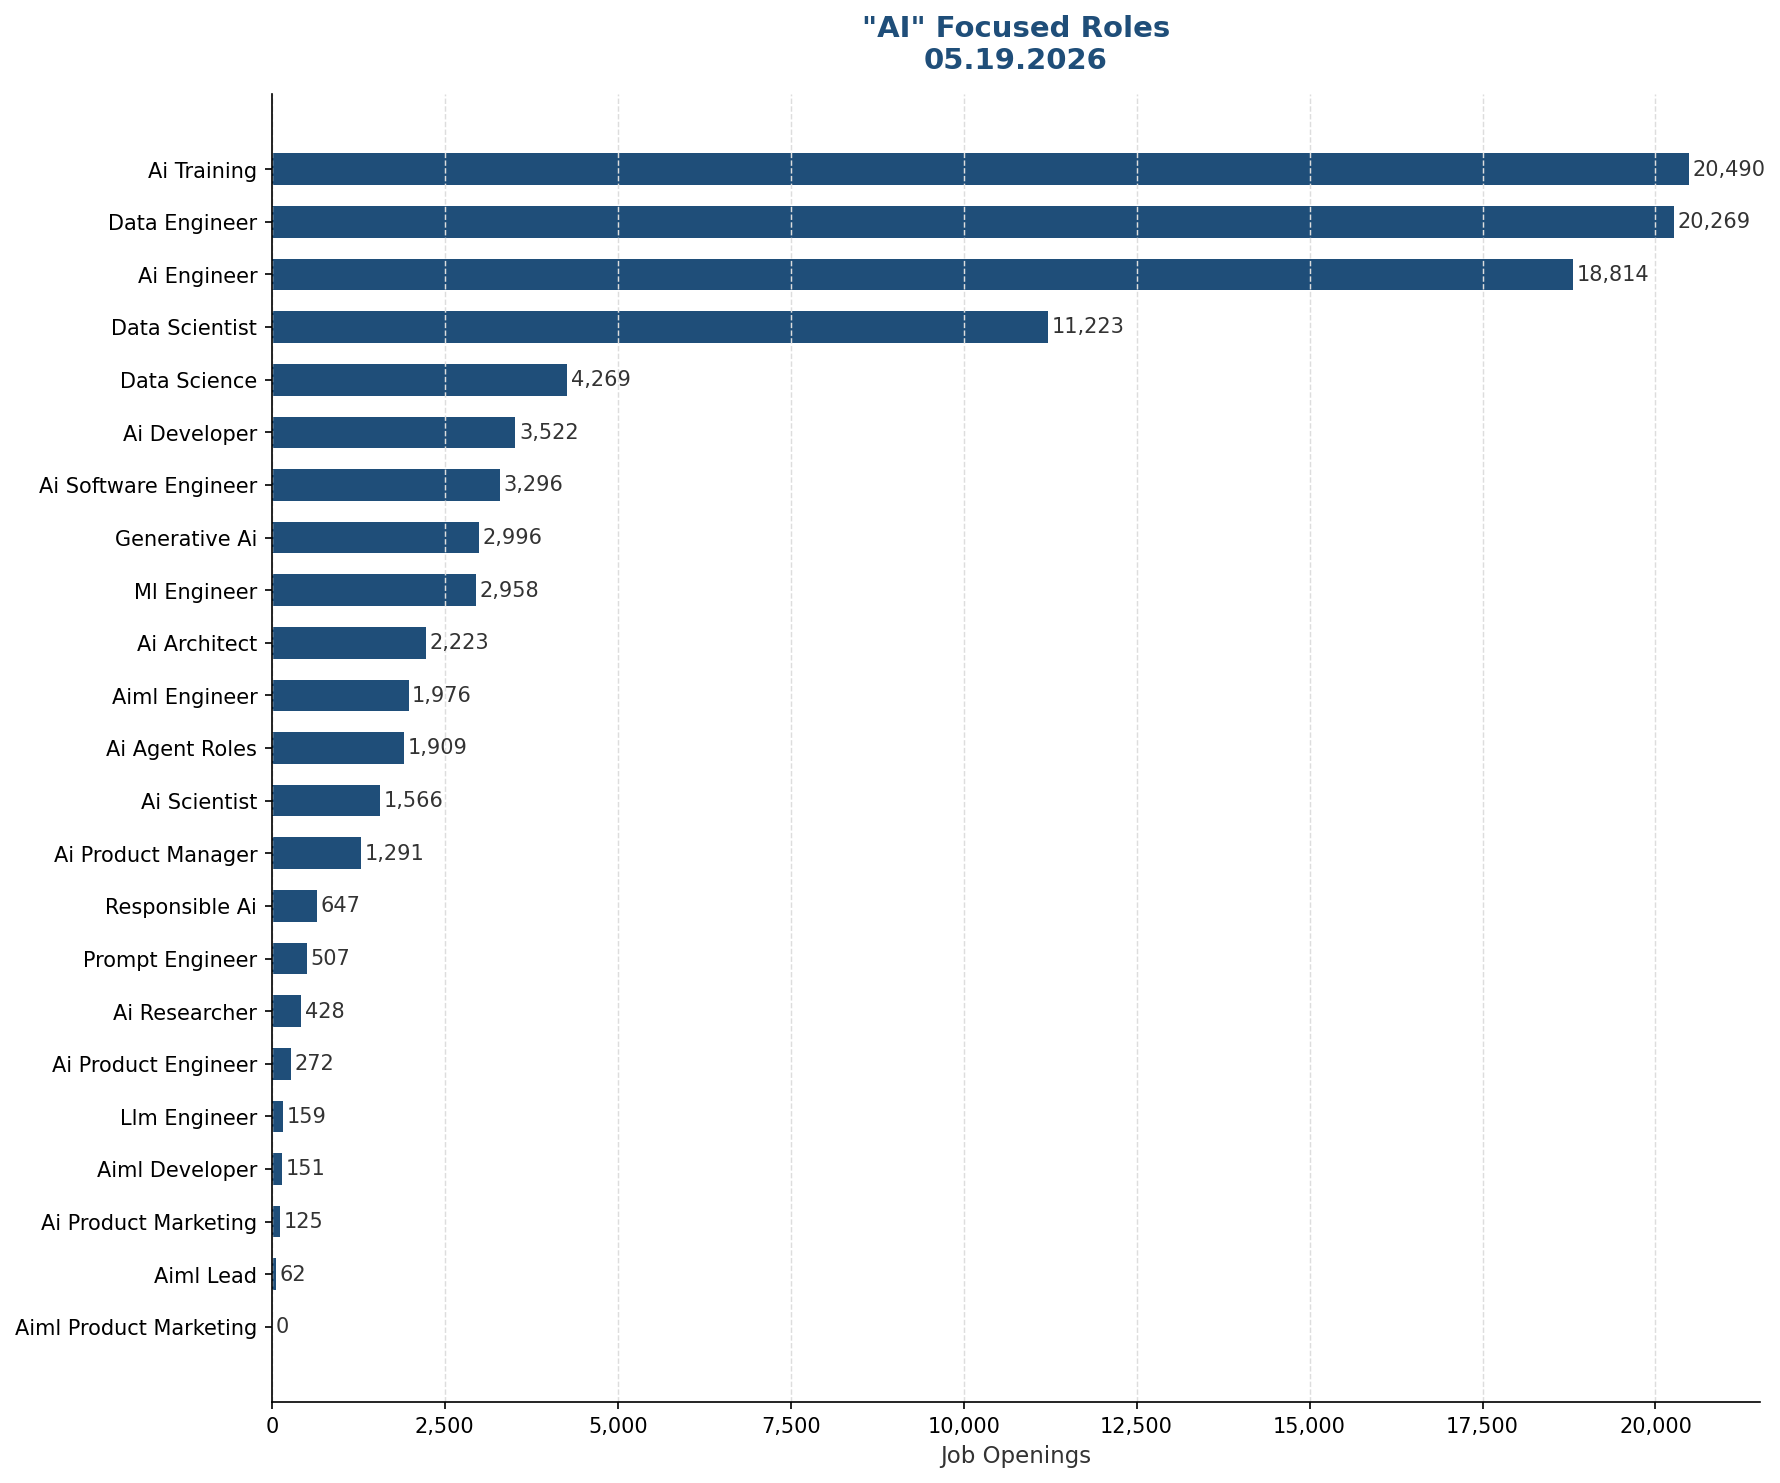 "AI" Focused Roles
05.19.2026
Ai Training 20,490
Data Engineer 20,269
Ai Engineer 18,814
Data Scientist 11,223
Data Science 4,269
Ai Developer 3,522
Ai Software Engineer 3,296
Generative Ai 2,996
Ml Engineer 2,958
Ai Architect 2,223
Aiml Engineer 1,976
Ai Agent Roles 1,909
Ai Scientist 1,566
Ai Product Manager 1,291
Responsible Ai 647
Prompt Engineer 507
Ai Researcher 428
Ai Product Engineer 272
Llm Engineer 159
Aiml Developer 151
Ai Product Marketing 125
Aiml Lead 62
Aiml Product Marketing 0
0 2,500 5,000 7,500 10,000 12,500 15,000 17,500 20,000
Job Openings